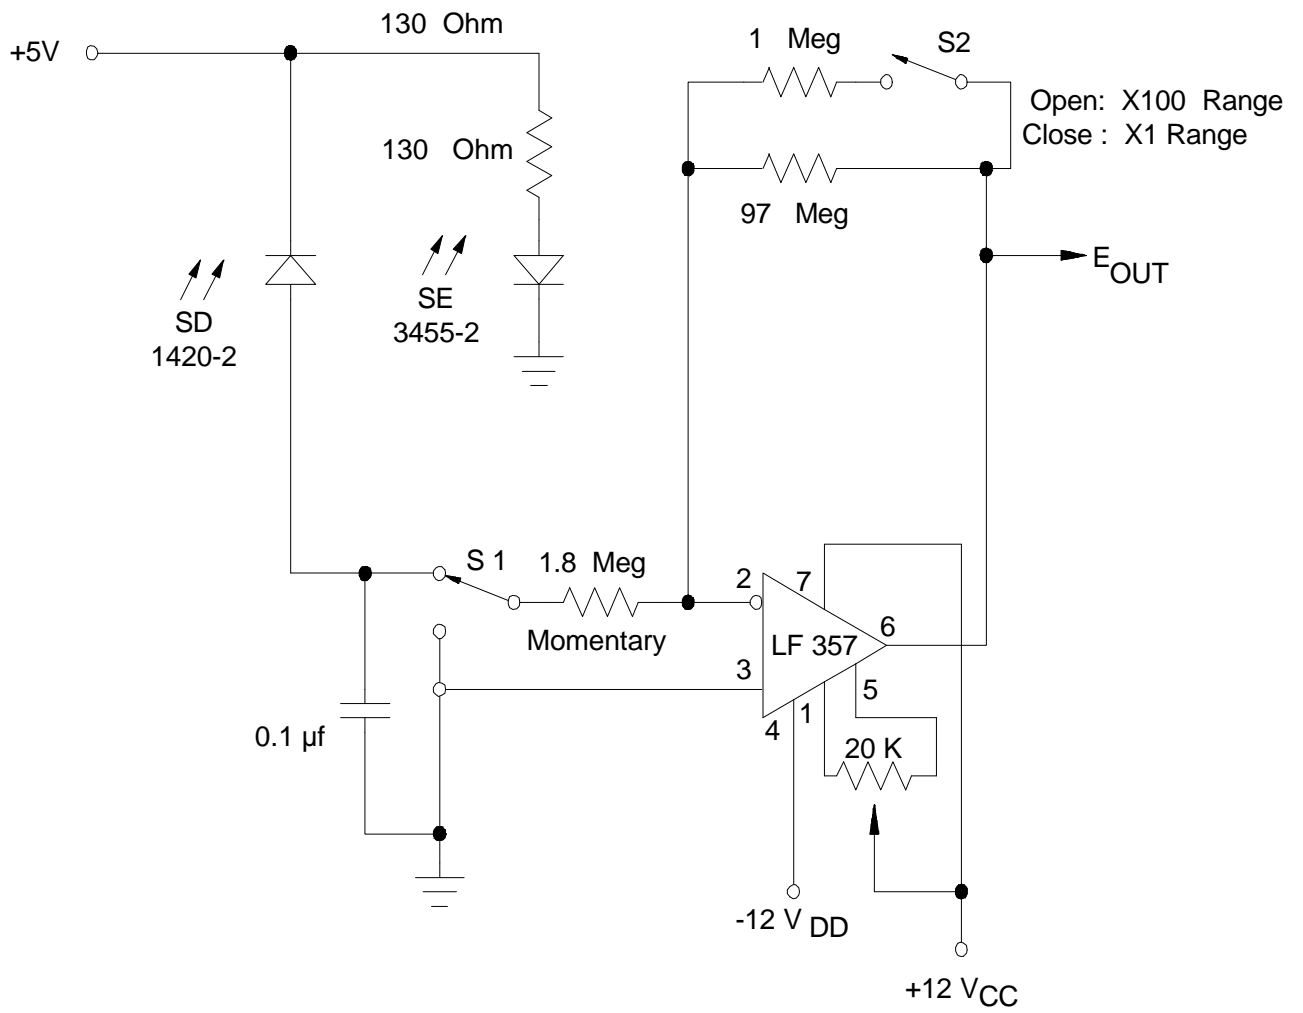 130 Ohm
+5V
1 Meg
S2
Open: X100 Range
Close : X1 Range
130 Ohm
97 Meg
E OUT
SE
3455-2
SD
1420-2
S 1
1.8 Meg
Momentary
2
7
6
LF 357
3
5
4
1
20 K
0.1 µf
-12 V DD
+12 VCC